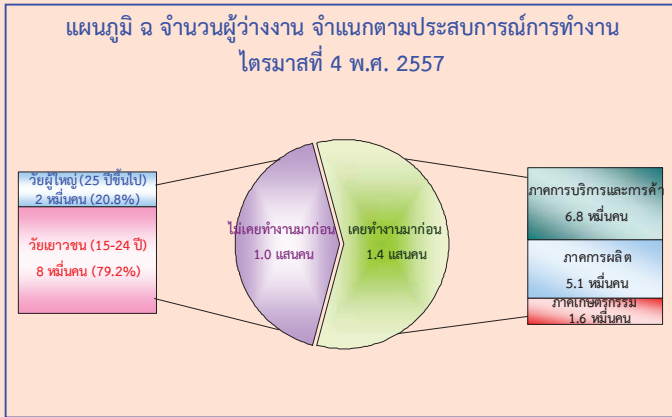 แผนภูมิ ฉ จำนวนผู้ว่างงาน จำแนกตามประสบการณ์การทำงาน
ไตรมาสที่ 4 พ.ศ. 2557
วัยผู้ใหญ่ (25 ปีขึ้นไป)
2 หมื่นคน (20.8%)
วัยเยาวชน (15-24 ปี)
8 หมื่นคน (79.2%)
ไม่เคยทำงานมาก่อน
1.0 แสนคน
เคยทำงานมาก่อน
1.4 แสนคน
ภาคการบริการและการค้า
6.8 หมื่นคน
ภาคการผลิต
5.1 หมื่นคน
ภาคเกษตรกรรม
1.6 หมื่นคน